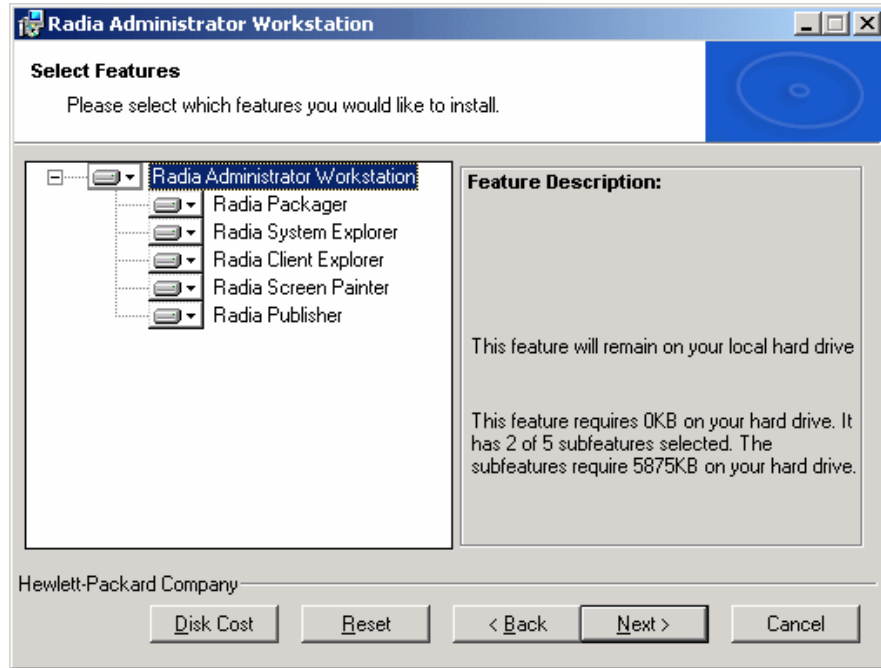 Radia Administrator Workstation
Select Features
Please select which features you would like to install.
Radia Administrator Workstation
Radia Packager
Radia System Explorer
Radia Client Explorer
Radia Screen Painter
Radia Publisher
Feature Description:
This feature will remain on your local hard drive
This feature requires 0KB on your hard drive. It
has 2 of 5 subfeatures selected. The
subfeatures require 5875KB on your hard drive.
Hewlett-Packard Company
Disk Cost Reset < Back Next > Cancel